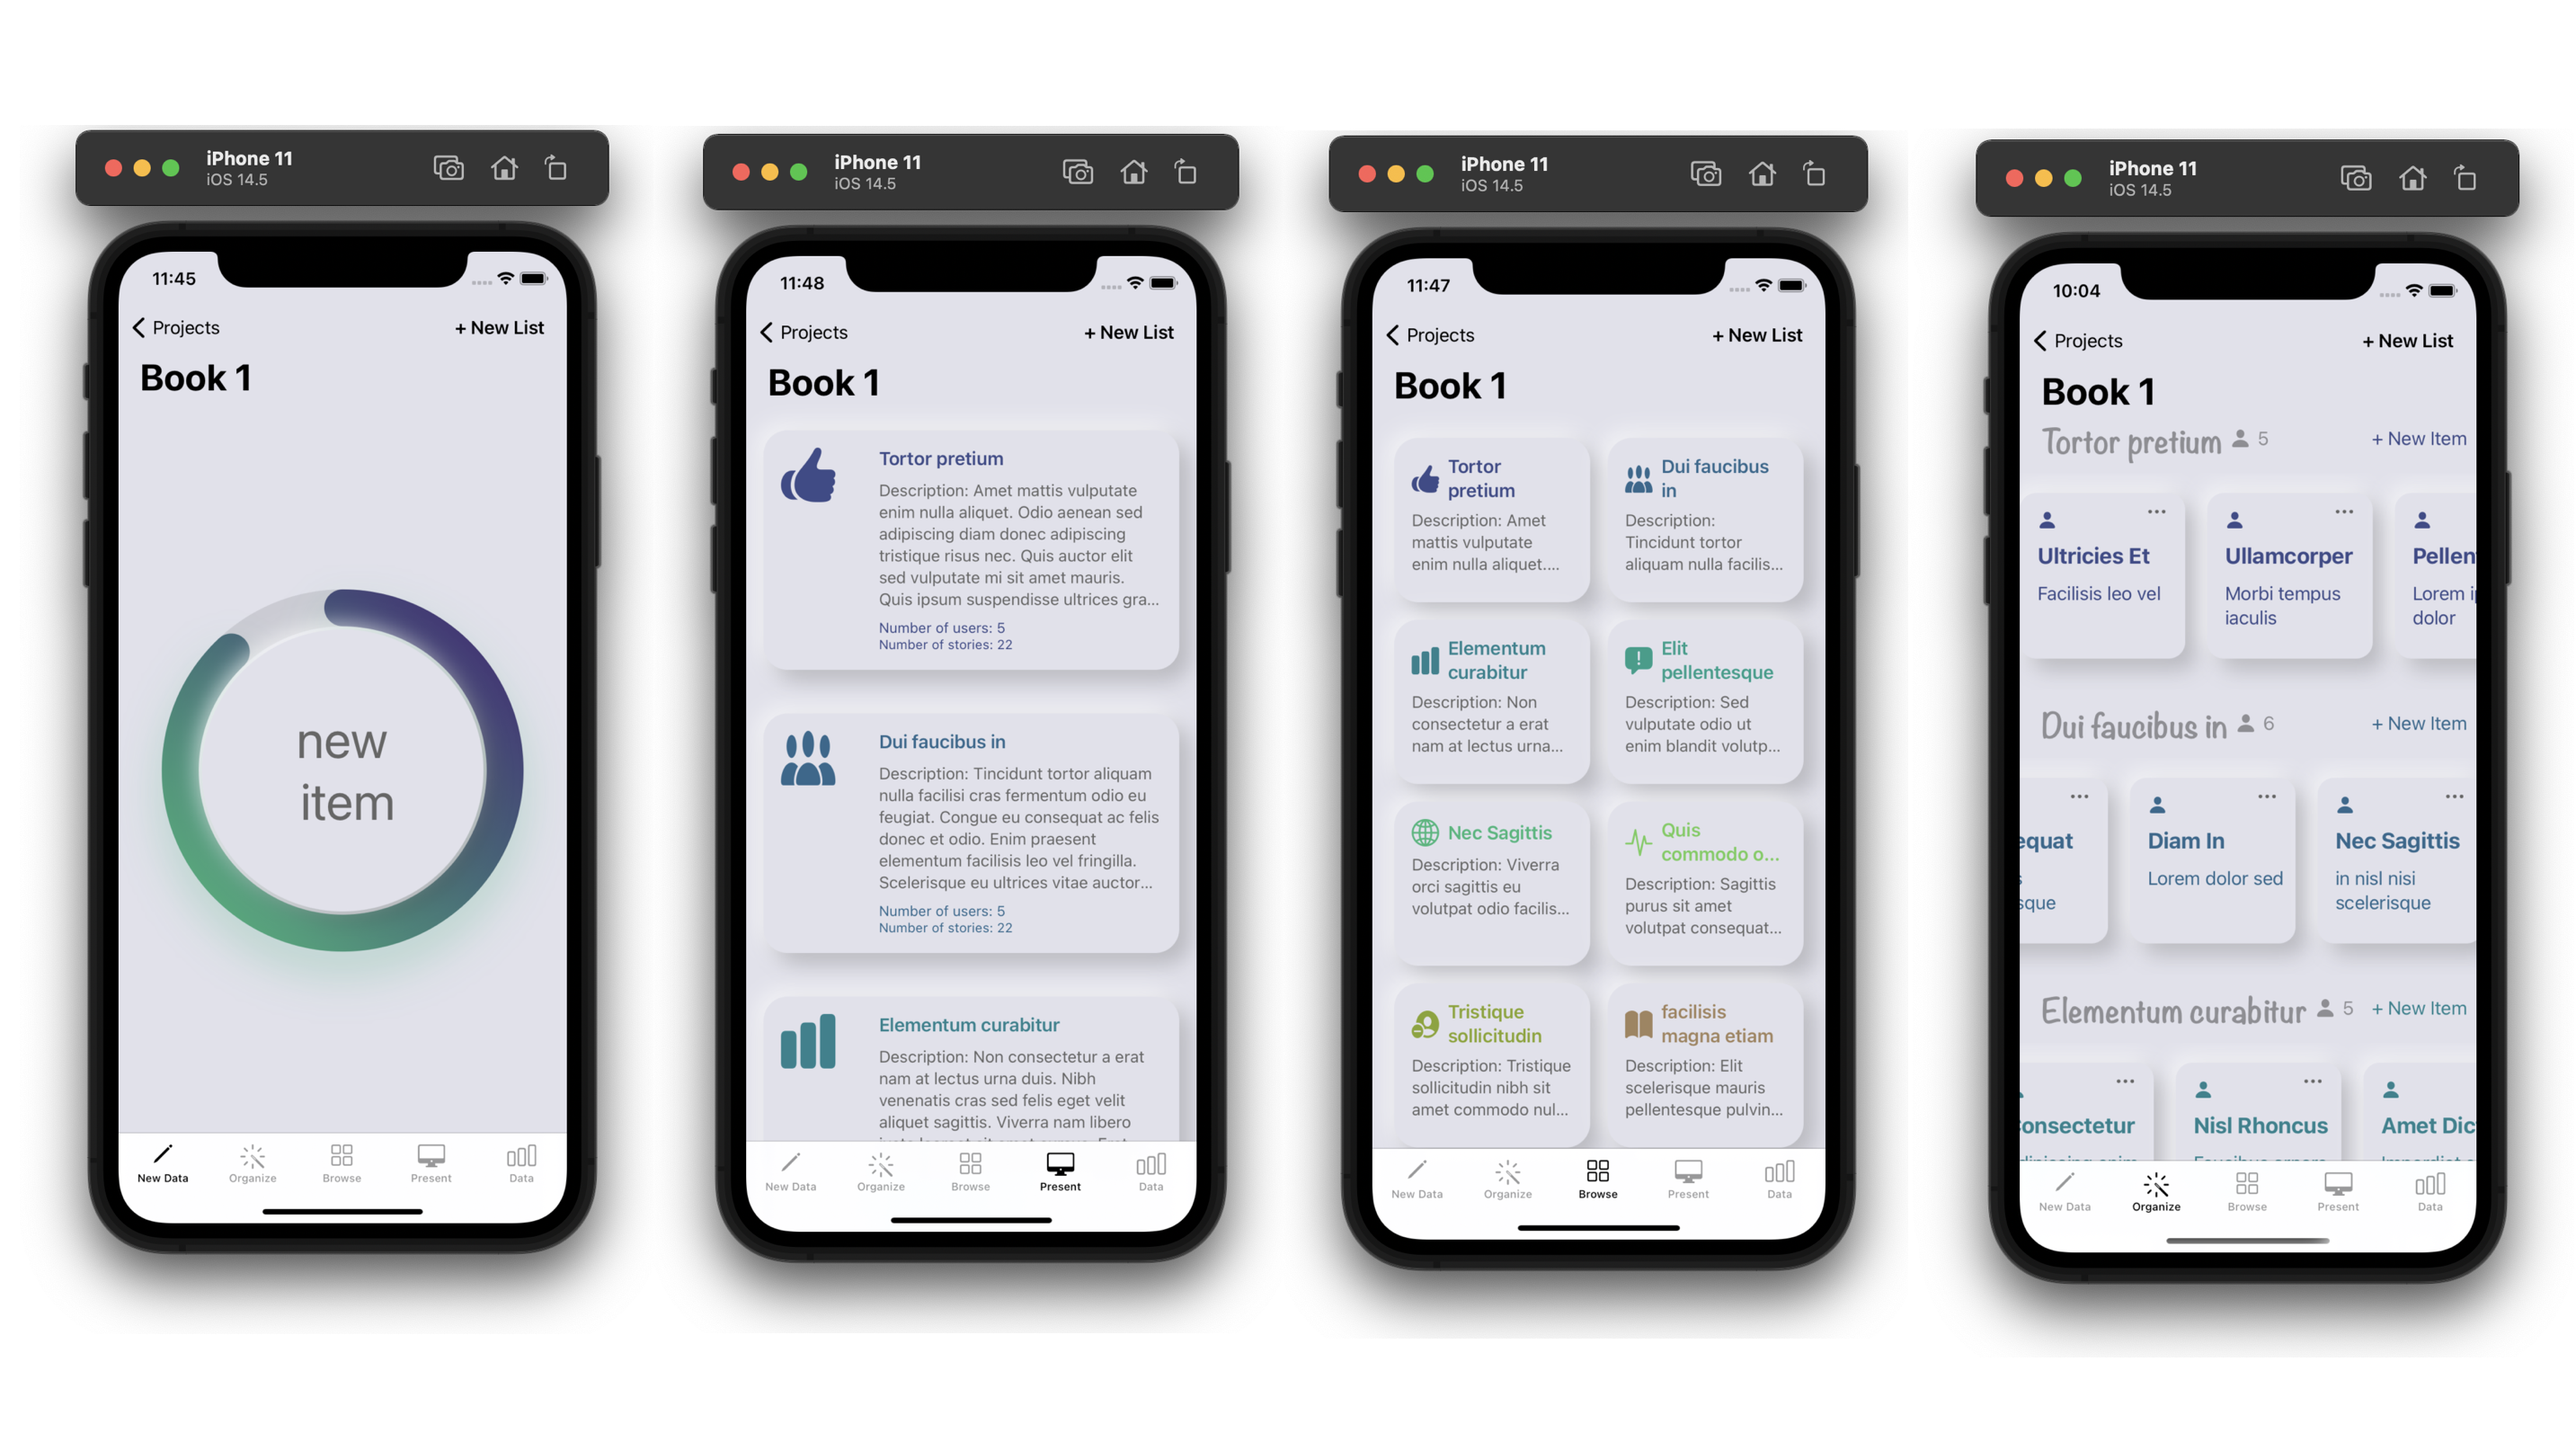 iPhone 11
iOS 14.5
11:45
Projects
+ New List
Book 1
new
item
New Data
Organize
Browse
Present
Data
iPhone 11
iOS 14.5
11:48
Projects
+ New List
Book 1
Tortor pretium
Description: Amet mattis vulputate
enim nulla aliquet. Odio aenean sed
adipiscing diam donec adipiscing
tristique risus nec. Quis auctor elit
sed vulputate mi sit amet mauris.
Quis ipsum suspendisse ultrices gra...
Number of users: 5
Number of stories: 22
Dui faucibus in
Description: Tincidunt tortor aliquam
nulla facilisi cras fermentum odio eu
feugiat. Congue eu consequat ac felis
donec et odio. Enim praesent
elementum facilisis leo vel fringilla.
Scelerisque eu ultrices vitae auctor...
Number of users: 5
Number of stories: 22
Elementum curabitur
Description: Non consectetur a erat
nam at lectus urna duis. Nibh
venenatis cras sed felis eget velit
aliquet sagittis. Viverra nam libero
New Data
Organize
Browse
Present
Data
iPhone 11
iOS 14.5
11:47
Projects
+ New List
Book 1
Tortor
pretium
Description: Amet
mattis vulputate
enim nulla aliquet....
Dui faucibus
in
Description:
Tincidunt tortor
aliquam nulla facilis...
Elementum
curabitur
Description: Non
consectetur a erat
nam at lectus urna...
Elit
pellentesque
Description: Sed
vulputate odio ut
enim blandit volutp...
Nec Sagittis
Description: Viverra
orci sagittis eu
volutpat odio facilis...
Quis
commodo o...
Description: Sagittis
purus sit amet
volutpat consequat...
Tristique
sollicitudin
Description: Tristique
sollicitudin nibh sit
amet commodo nul...
facilisis
magna etiam
Description: Elit
scelerisque mauris
pellentesque pulvin...
New Data
Organize
Browse
Present
Data
iPhone 11
iOS 14.5
10:04
Projects
+ New List
Book 1
Tortor pretium 5
+ New Item
Ultricies Et
Facilisis leo vel
Ullamcorper
Morbi tempus
iaculis
Pellen
Lorem
dolor
Dui faucibus in 6
+ New Item
equat
sque
Diam In
Lorem dolor sed
Nec Sagittis
in nisl nisi
scelerisque
Elementum curabitur 5
+ New Item
onsectetur
Nisl Rhoncus
Amet Dic
New Data
Organize
Browse
Present
Data